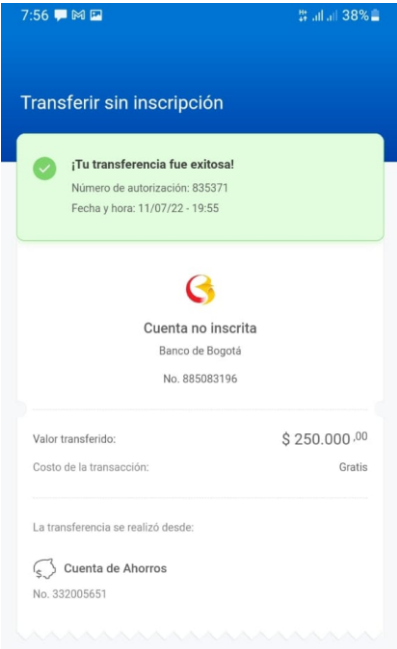 7:56 38%
Transferir sin inscripción
¡Tu transferencia fue exitosa!
Número de autorización: 835371
Fecha y hora: 11/07/22 - 19:55
Cuenta no inscrita
Banco de Bogotá
No. 885083196
Valor transferido: $ 250.000,00
Costo de la transacción: Gratis
La transferencia se realizó desde:
Cuenta de Ahorros
No. 332005651